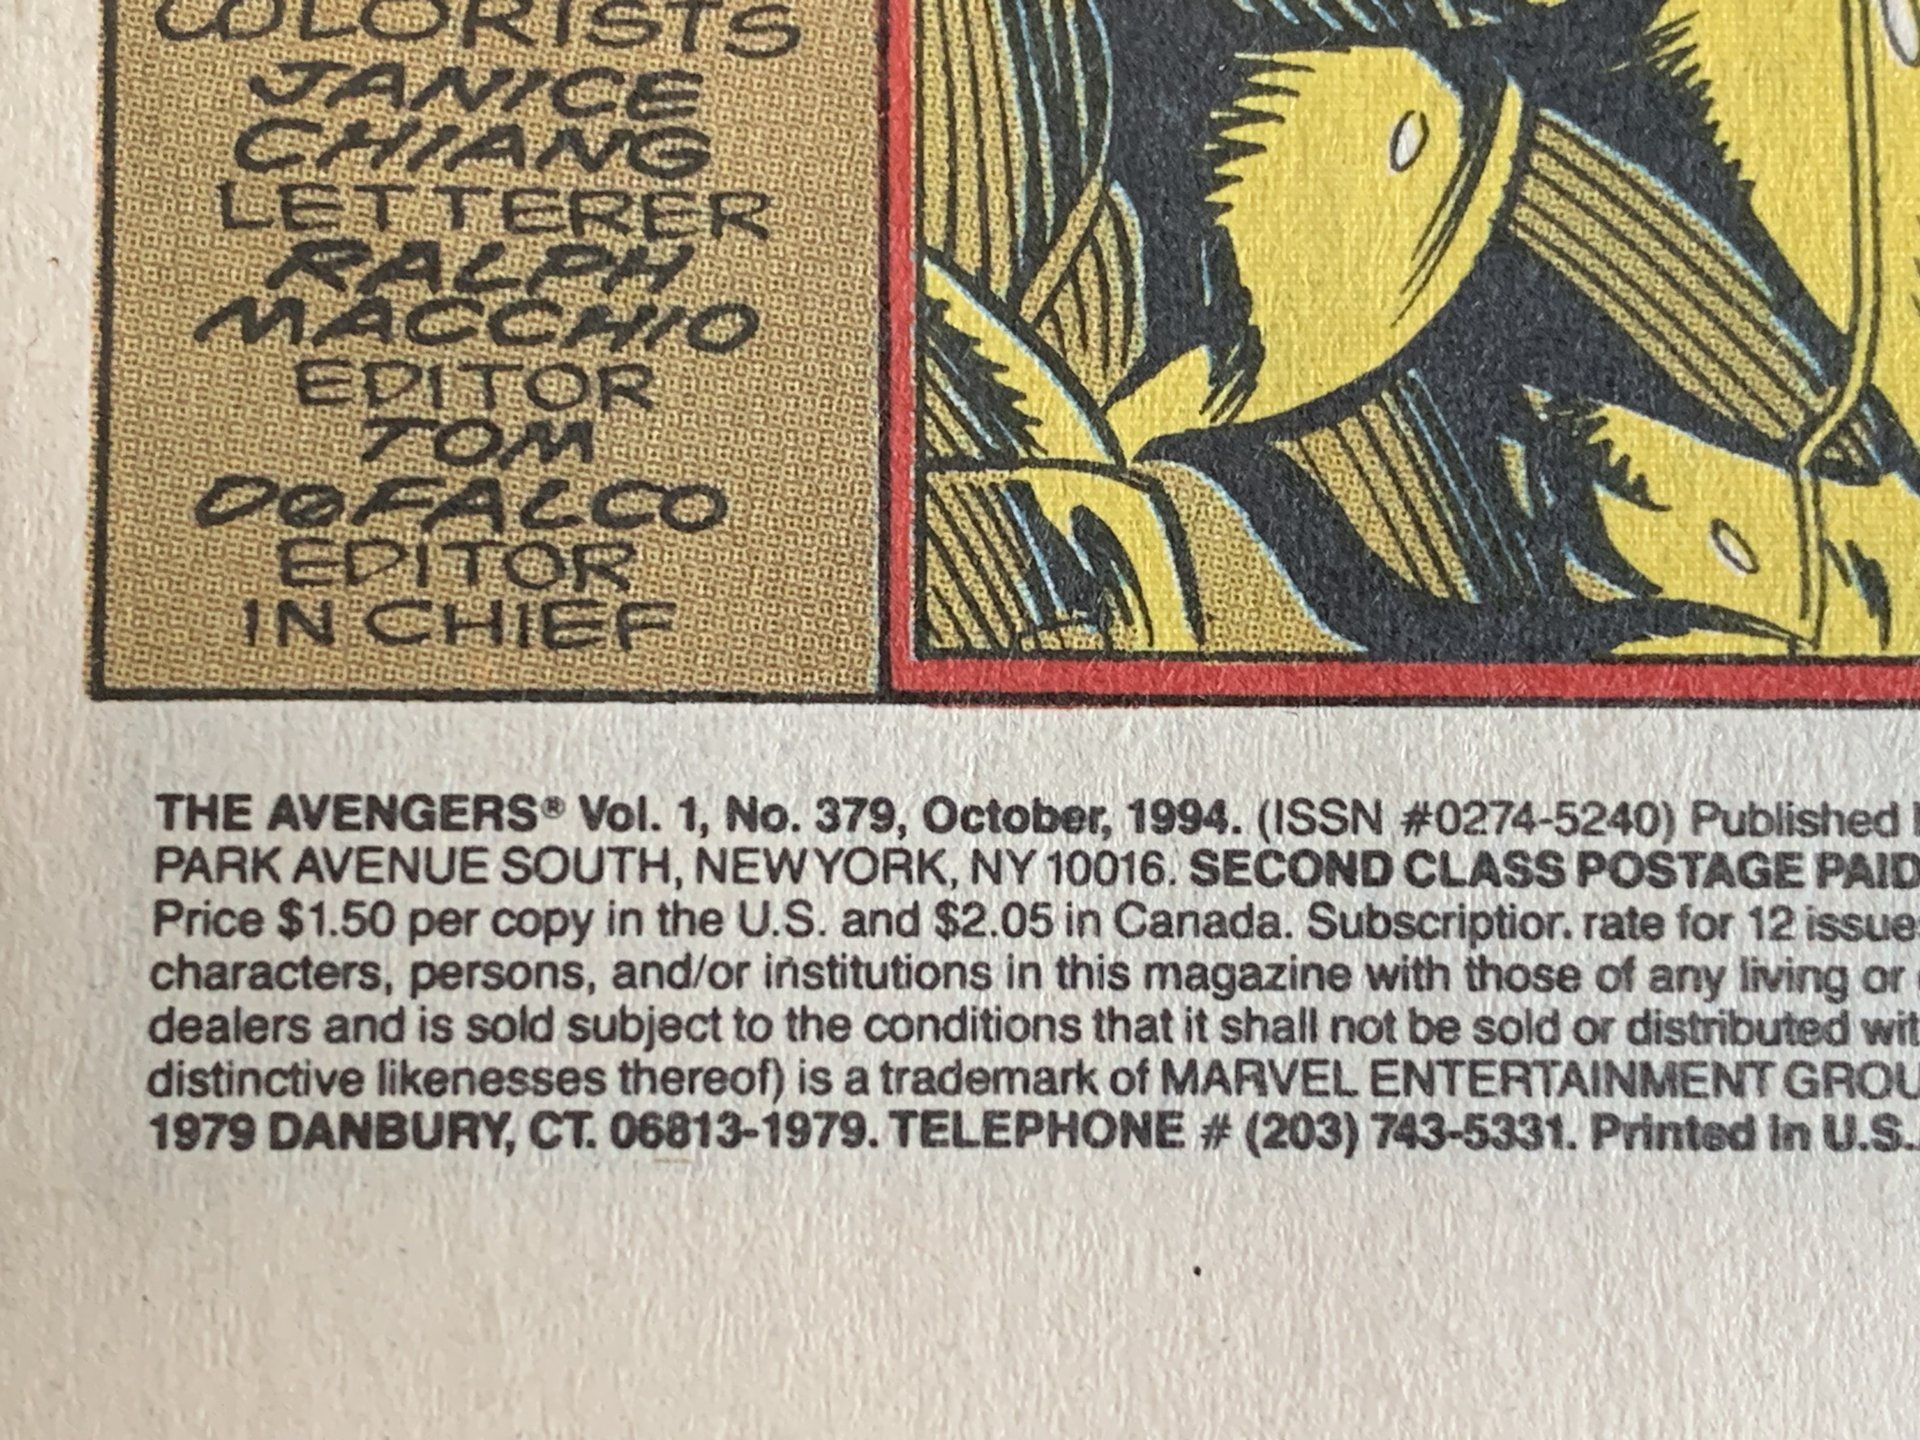 COLORISTS
JANICE
CHIANG
LETTERER
RALPH
MACCHIO
EDITOR
TOM
DeFALCO
EDITOR
IN CHIEF
THE AVENGERS® Vol. 1, No. 379, October, 1994. (ISSN #0274-5240) Published
PARK AVENUE SOUTH, NEW YORK, NY 10016. SECOND CLASS POSTAGE PAID
Price $1.50 per copy in the U.S. and $2.05 in Canada. Subscription rate for 12 issues
characters, persons, and/or institutions in this magazine with those of any living or
dealers and is sold subject to the conditions that it shall not be sold or distributed wit
distinctive likenesses thereof) is a trademark of MARVEL ENTERTAINMENT GROU
1979 DANBURY, CT. 06813-1979. TELEPHONE # (203) 743-5331. Printed in U.S.